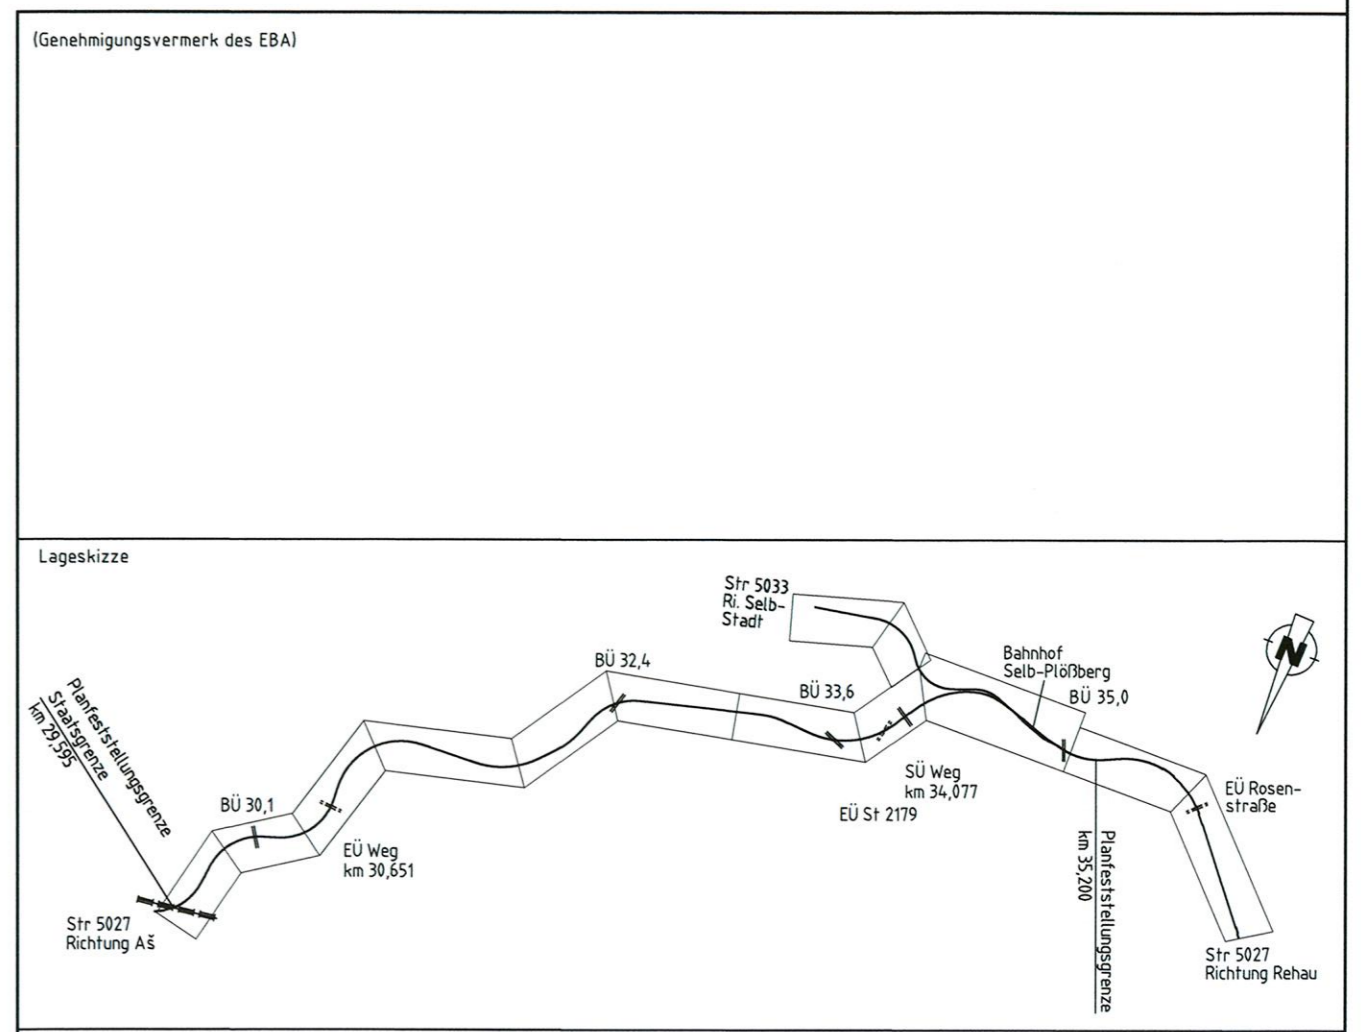 (Genehmigungsvermerk des EBA)
Lageskizze
Str 5033
Ri. Selb-
Stadt
BÜ 32,4
Bahnhof
Selb-Plößberg
N
BÜ 33,6
BÜ 35,0
Planfeststellungsgrenze
Staatsgrenze
km 29,595
SÜ Weg
km 34,077
EÜ Rosen-
straße
BÜ 30,1
EÜ St 2179
EÜ Weg
km 30,651
Planfeststellungsgrenze
km 35,200
Str 5027
Richtung Aš
Str 5027
Richtung Rehau